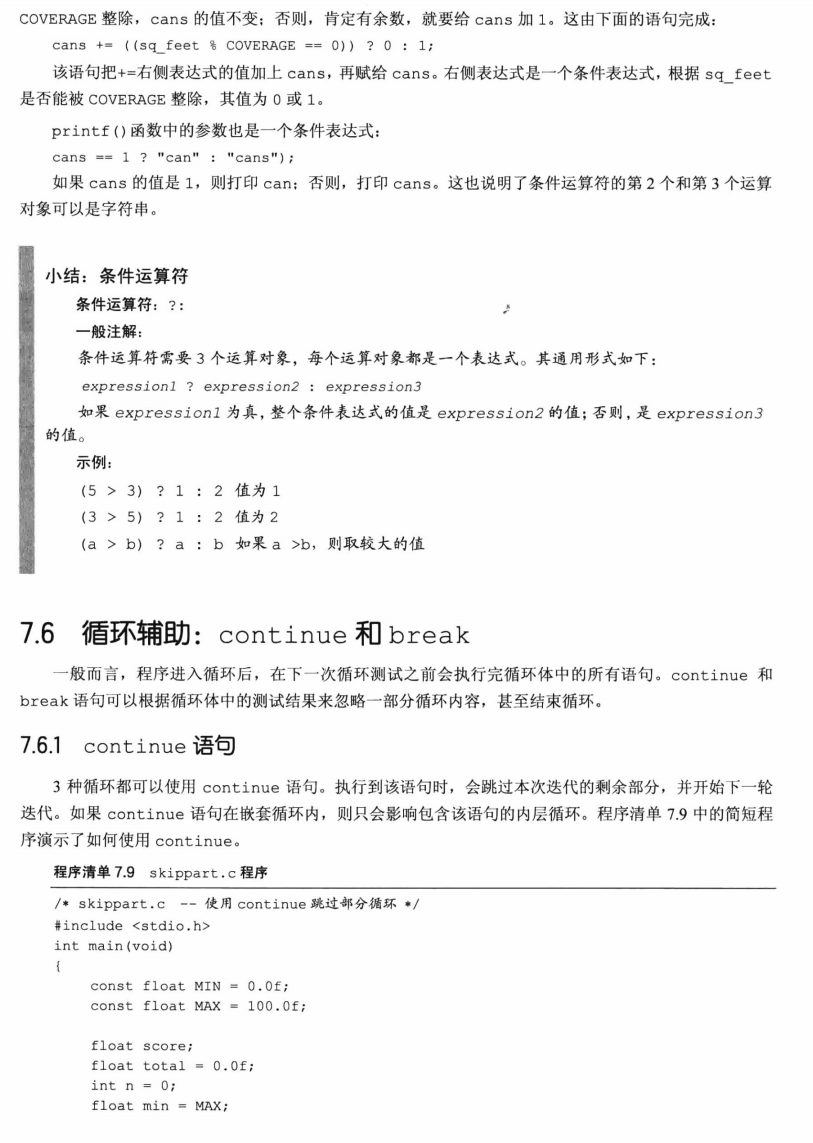 COVERAGE 整除，cans 的值不变；否则，肯定有余数，就要给 cans 加 1。这由下面的语句完成：
cans += ((sq_feet % COVERAGE == 0)) ? 0 : 1;
该语句把+=右侧表达式的值加上 cans，再赋给 cans。右侧表达式是一个条件表达式，根据 sq_feet
是否能被 COVERAGE 整除，其值为 0 或 1。
printf()函数中的参数也是一个条件表达式：
cans == 1 ? "can" : "cans");
如果 cans 的值是 1，则打印 can；否则，打印 cans。这也说明了条件运算符的第 2 个和第 3 个运算
对象可以是字符串。
小结：条件运算符
条件运算符：?:
一般注解：
条件运算符需要 3 个运算对象，每个运算对象都是一个表达式。其通用形式如下：
expression1 ? expression2 : expression3
如果 expression1 为真，整个条件表达式的值是 expression2 的值；否则，是 expression3
的值。
示例：
(5 > 3) ? 1 : 2 值为 1
(3 > 5) ? 1 : 2 值为 2
(a > b) ? a : b 如果 a >b，则取较大的值
7.6 循环辅助：continue 和 break
一般而言，程序进入循环后，在下一次循环测试之前会执行完循环体中的所有语句。continue 和
break 语句可以根据循环体中的测试结果来忽略一部分循环内容，甚至结束循环。
7.6.1 continue 语句
3 种循环都可以使用 continue 语句。执行到该语句时，会跳过本次迭代的剩余部分，并开始下一轮
迭代。如果 continue 语句在嵌套循环内，则只会影响包含该语句的内层循环。程序清单 7.9 中的简短程
序演示了如何使用 continue。
程序清单 7.9 skippart.c 程序
/* skippart.c -- 使用 continue 跳过部分循环 */
#include <stdio.h>
int main(void)
{
const float MIN = 0.0f;
const float MAX = 100.0f;
float score;
float total = 0.0f;
int n = 0;
float min = MAX;